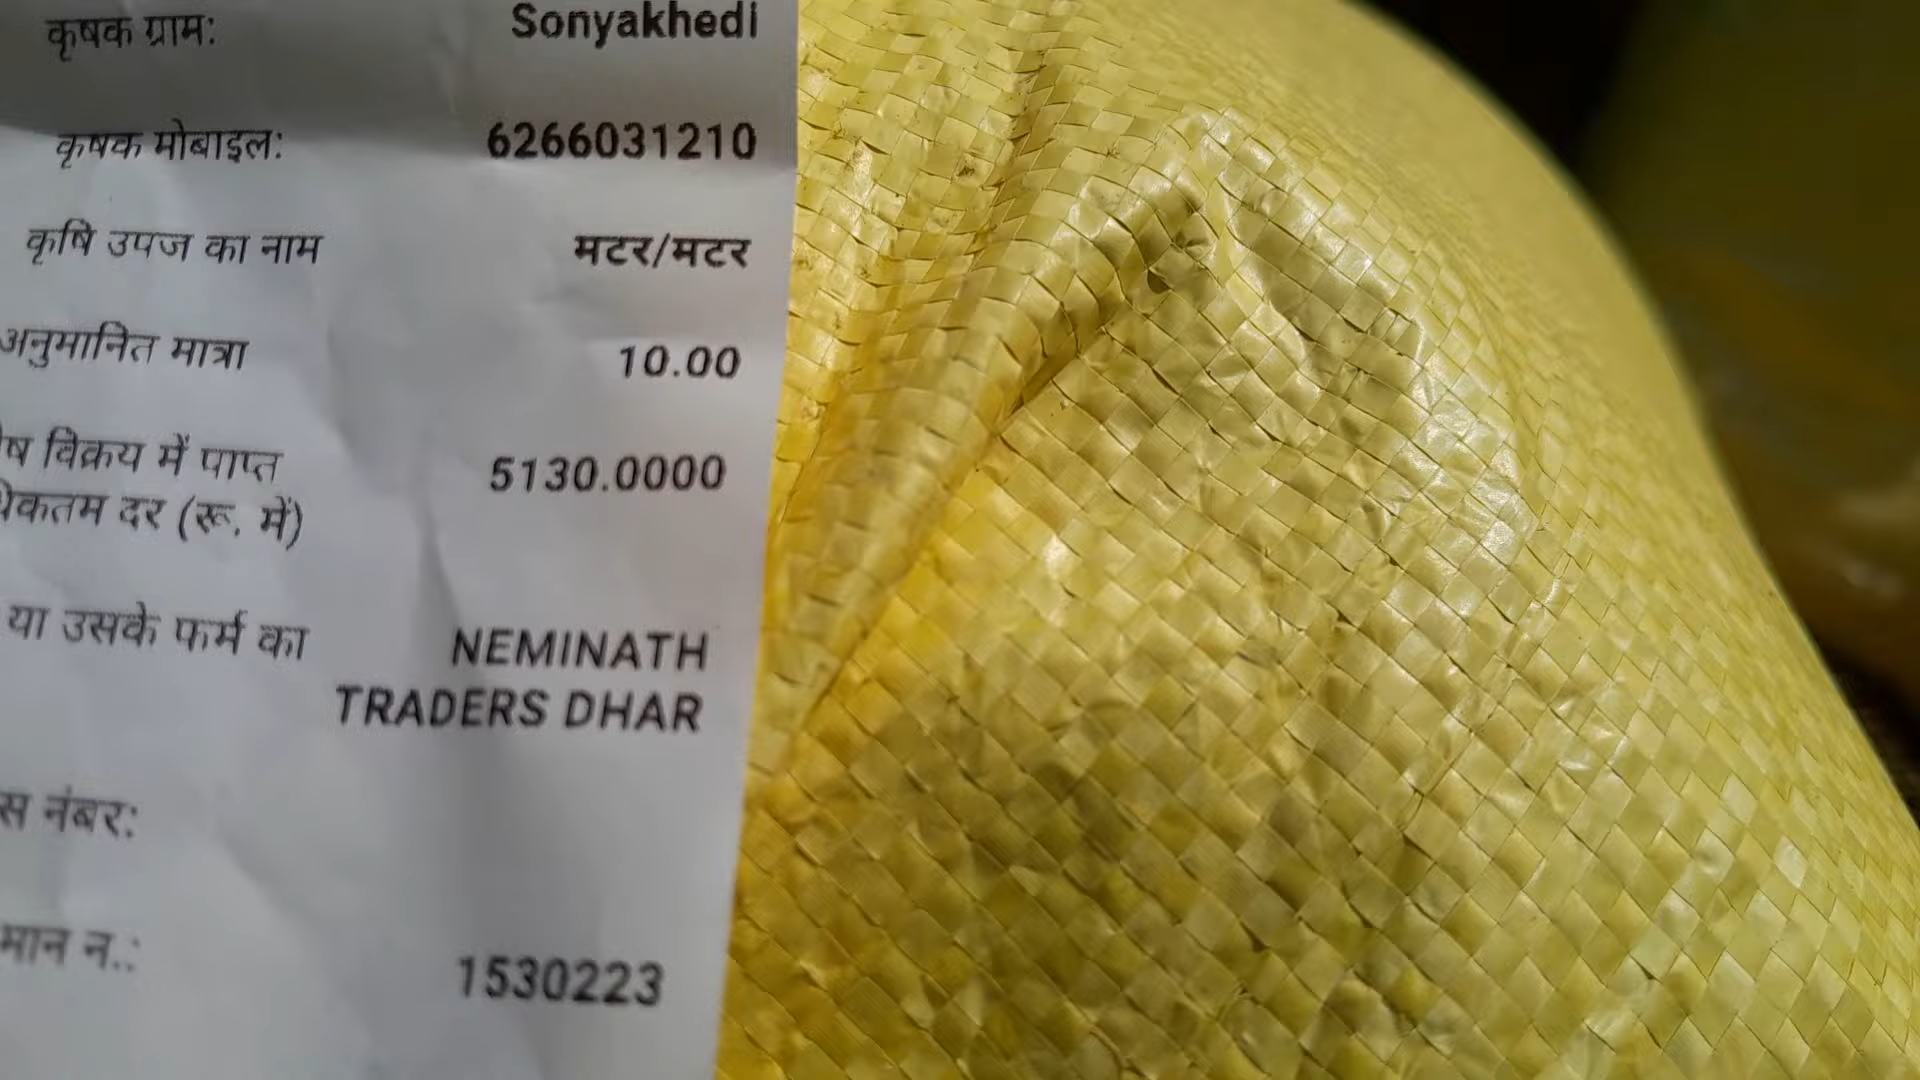 कृषक ग्राम: Sonyakhedi
कृषक मोबाइल: 6266031210
कृषि उपज का नाम मटर/मटर
अनुमानित मात्रा 10.00
ष विक्रय में पाप्त 5130.0000
धिकतम दर (रू. में)
या उसके फर्म का NEMINATH
TRADERS DHAR
स नंबर:
मान न.: 1530223